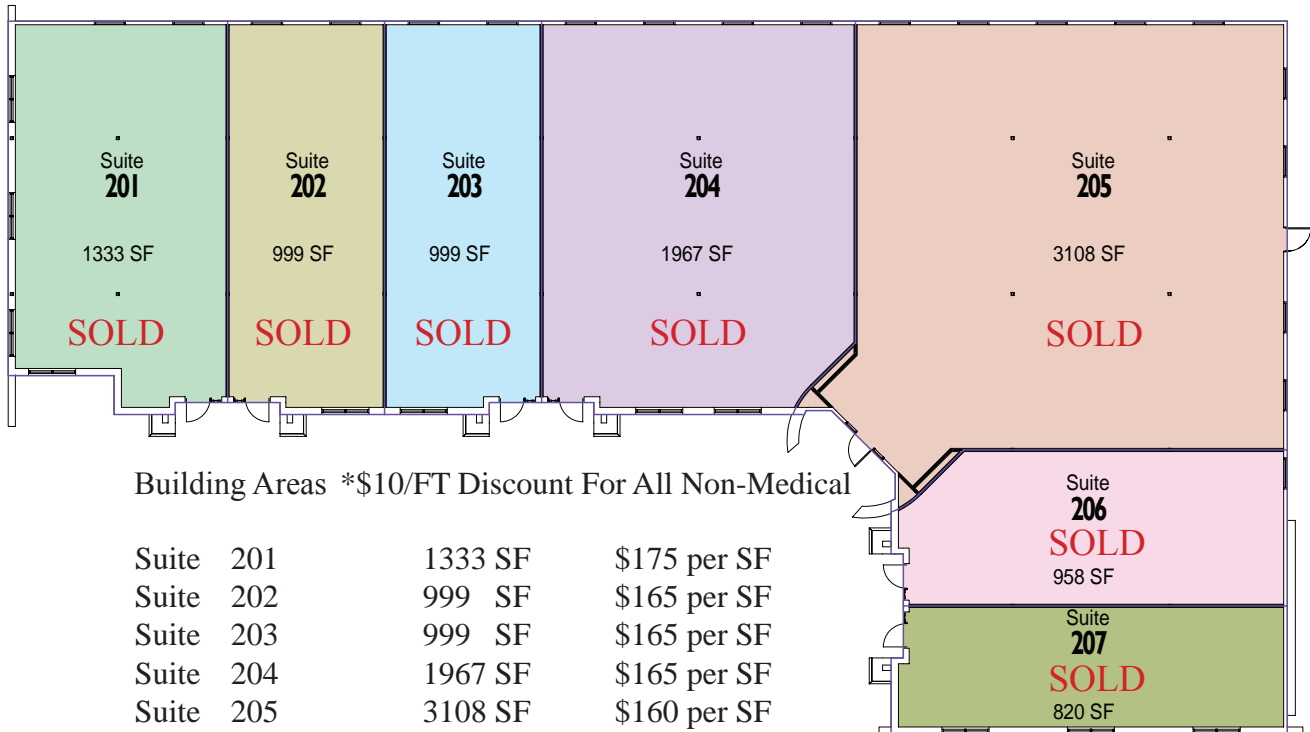 Suite
201
1333 SF
SOLD
Suite
202
999 SF
SOLD
Suite
203
999 SF
SOLD
Suite
204
1967 SF
SOLD
Suite
205
3108 SF
SOLD
Suite
206
SOLD
958 SF
Suite
207
SOLD
820 SF
Building Areas *$10/FT Discount For All Non-Medical
Suite 201 1333 SF $175 per SF
Suite 202 999 SF $165 per SF
Suite 203 999 SF $165 per SF
Suite 204 1967 SF $165 per SF
Suite 205 3108 SF $160 per SF